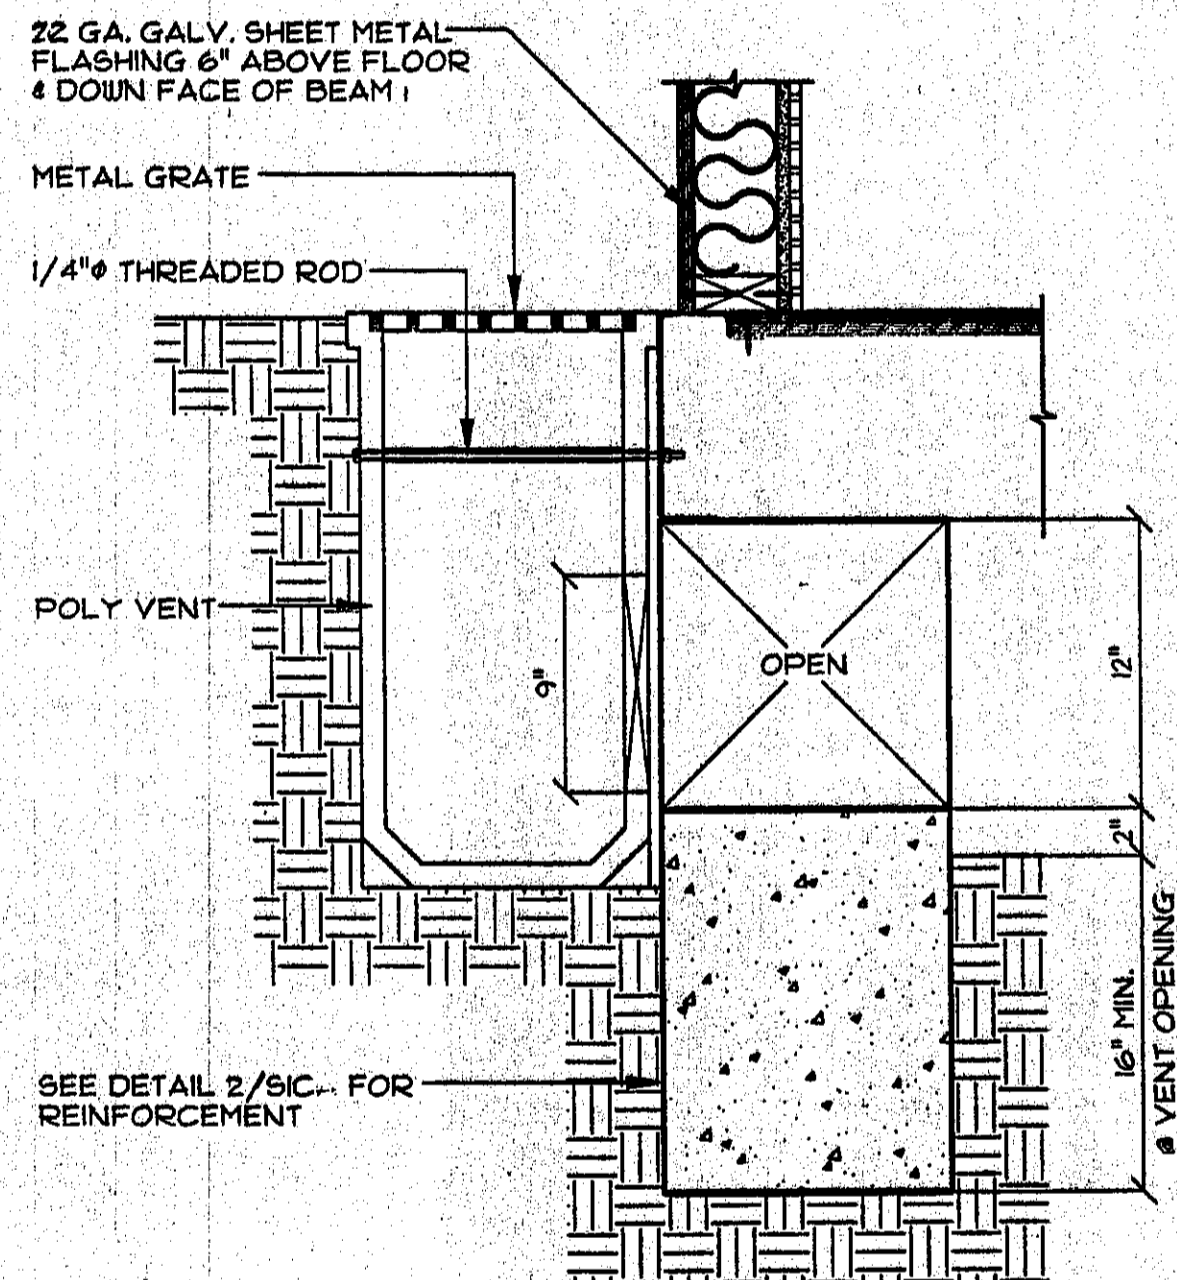 22 GA. GALV. SHEET METAL
FLASHING 6" ABOVE FLOOR
& DOWN FACE OF BEAM
METAL GRATE
1/4"Ø THREADED ROD
POLY VENT
9"
OPEN
12"
2"
16" MIN.
@ VENT OPENING
SEE DETAIL 2/S1C FOR
REINFORCEMENT